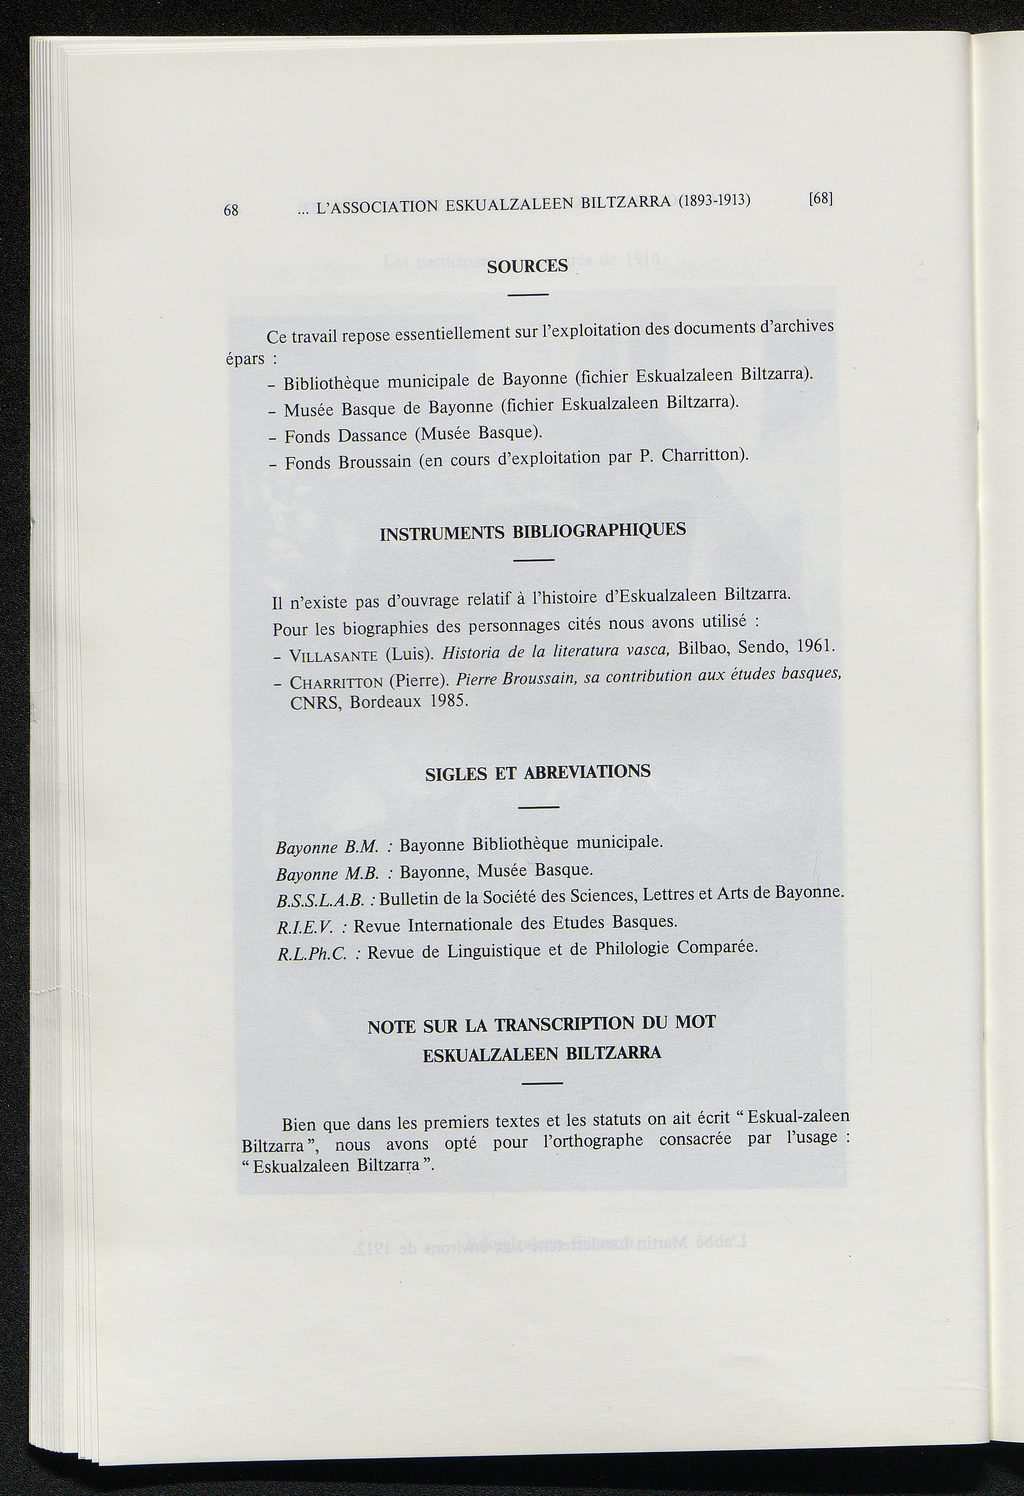 68 ... L'ASSOCIATION ESKUALZALEEN BILTZARRA (1893-1913) [68]
SOURCES
Ce travail repose essentiellement sur l'exploitation des documents d'archives
épars :
– Bibliothèque municipale de Bayonne (fichier Eskualzaleen Biltzarra).
– Musée Basque de Bayonne (fichier Eskualzaleen Biltzarra).
– Fonds Dassance (Musée Basque).
– Fonds Broussain (en cours d'exploitation par P. Charritton).
INSTRUMENTS BIBLIOGRAPHIQUES
Il n'existe pas d'ouvrage relatif à l'histoire d'Eskualzaleen Biltzarra.
Pour les biographies des personnages cités nous avons utilisé :
– VILLASANTE (Luis). Historia de la literatura vasca, Bilbao, Sendo, 1961.
– CHARRITTON (Pierre). Pierre Broussain, sa contribution aux études basques,
CNRS, Bordeaux 1985.
SIGLES ET ABREVIATIONS
Bayonne B.M. : Bayonne Bibliothèque municipale.
Bayonne M.B. : Bayonne, Musée Basque.
B.S.S.L.A.B. : Bulletin de la Société des Sciences, Lettres et Arts de Bayonne.
R.I.E.V. : Revue Internationale des Etudes Basques.
R.L.Ph.C. : Revue de Linguistique et de Philologie Comparée.
NOTE SUR LA TRANSCRIPTION DU MOT
ESKUALZALEEN BILTZARRA
Bien que dans les premiers textes et les statuts on ait écrit “ Eskual-zaleen
Biltzarra ”, nous avons opté pour l'orthographe consacrée par l'usage :
“ Eskualzaleen Biltzarra ”.